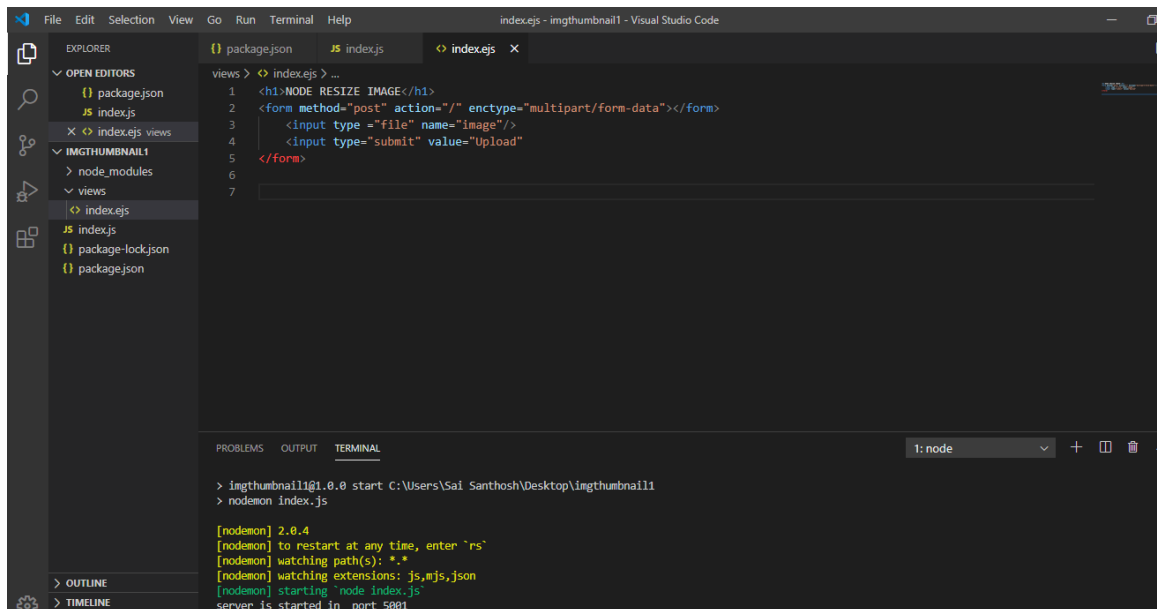 File Edit Selection View Go Run Terminal Help index.ejs - imgthumbnail1 - Visual Studio Code
EXPLORER
OPEN EDITORS
{} package.json
JS index.js
<> index.ejs views
IMGTHUMBNAIL1
node_modules
views
<> index.ejs
JS index.js
{} package-lock.json
{} package.json
OUTLINE
TIMELINE
{} package.json JS index.js <> index.ejs
views > <> index.ejs > ...
1 <h1>NODE RESIZE IMAGE</h1>
2 <form method="post" action="/" enctype="multipart/form-data"></form>
3 <input type ="file" name="image"/>
4 <input type="submit" value="Upload"
5 </form>
6
7
PROBLEMS OUTPUT TERMINAL 1: node
> imgthumbnail1@1.0.0 start C:\Users\Sai Santhosh\Desktop\imgthumbnail1
> nodemon index.js
[nodemon] 2.0.4
[nodemon] to restart at any time, enter `rs`
[nodemon] watching path(s): *.*
[nodemon] watching extensions: js,mjs,json
[nodemon] starting `node index.js`
server is started in port 5001